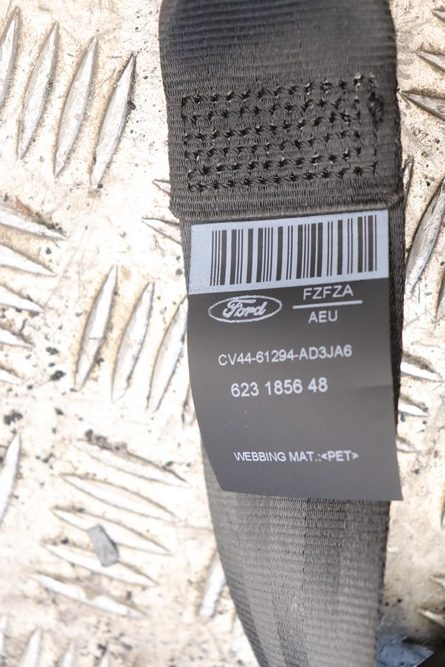 Ford
FZFZA
AEU
CV44-61294-AD3JA6
623 1856 48
WEBBING MAT.:<PET>